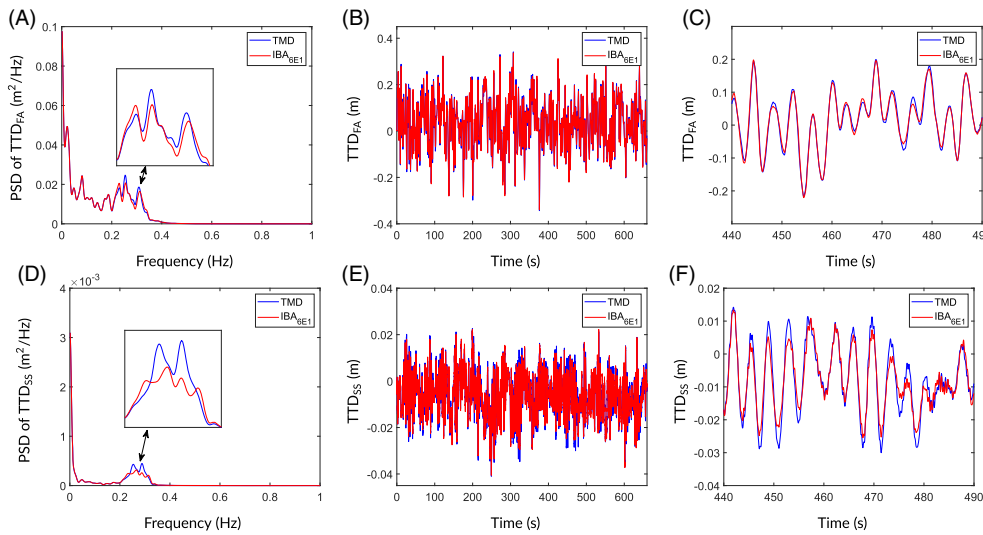 (A)
PSD of TTD_FA (m²/Hz)
0.1
0.08
0.06
0.04
0.02
0
0 0.2 0.4 0.6 0.8 1
Frequency (Hz)
TMD
IBA_6E1
(B)
TTD_FA (m)
0.4
0.2
0
-0.2
-0.4
0 100 200 300 400 500 600
Time (s)
TMD
IBA_6E1
(C)
TTD_FA (m)
0.2
0.1
0
-0.1
-0.2
440 450 460 470 480 490
Time (s)
TMD
IBA_6E1
(D)
×10⁻³
PSD of TTD_SS (m²/Hz)
4
3
2
1
0
0 0.2 0.4 0.6 0.8 1
Frequency (Hz)
TMD
IBA_6E1
(E)
TTD_SS (m)
0.04
0.02
0
-0.02
-0.04
0 100 200 300 400 500 600
Time (s)
TMD
IBA_6E1
(F)
TTD_SS (m)
0.02
0.01
0
-0.01
-0.02
-0.03
-0.04
440 450 460 470 480 490
Time (s)
TMD
IBA_6E1